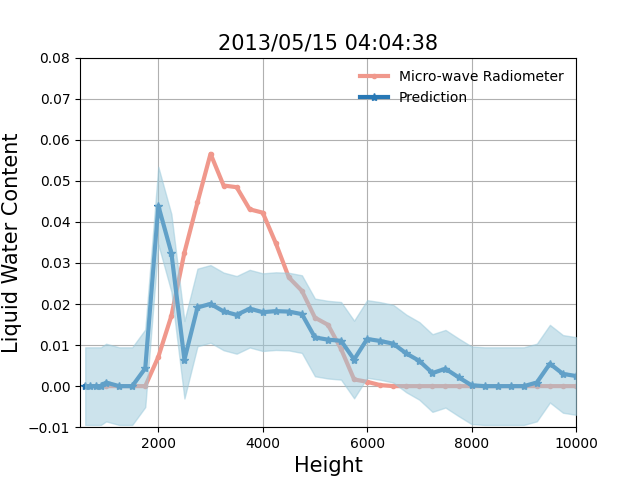 2013/05/15 04:04:38
Liquid Water Content
0.08
0.07
0.06
0.05
0.04
0.03
0.02
0.01
0.00
−0.01
Micro-wave Radiometer
Prediction
2000 4000 6000 8000 10000
Height